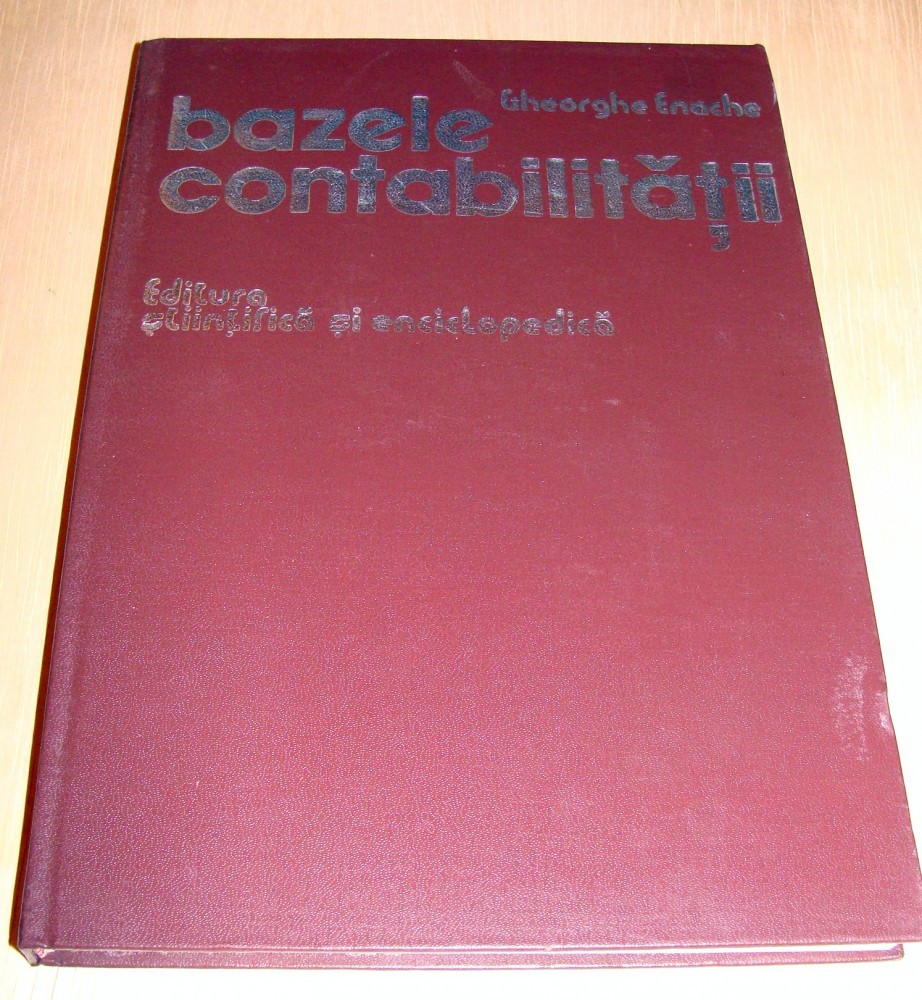 Gheorghe Enache
bazele
contabilității
Editura
științifică și enciclopedică